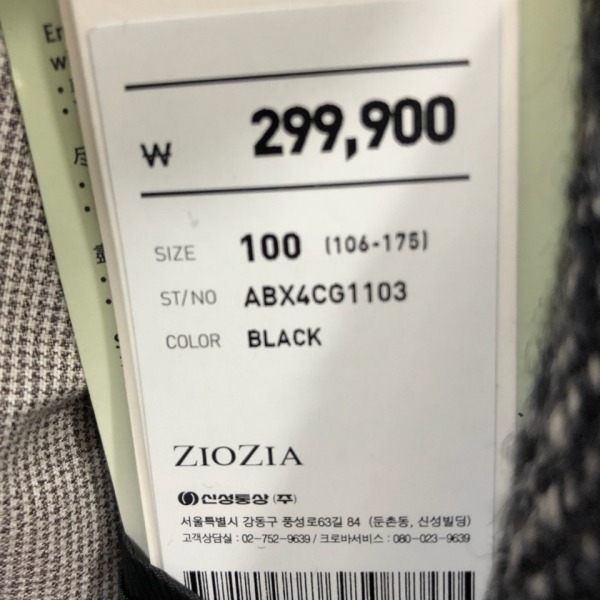 ₩ 299,900
SIZE 100 (106-175)
ST/NO ABX4CG1103
COLOR BLACK
ZIOZIA
신성통상 (주)
서울특별시 강동구 풍성로63길 84 (둔촌동, 신성빌딩)
고객상담실 : 02-752-9639 / 크로바서비스 : 080-023-9639